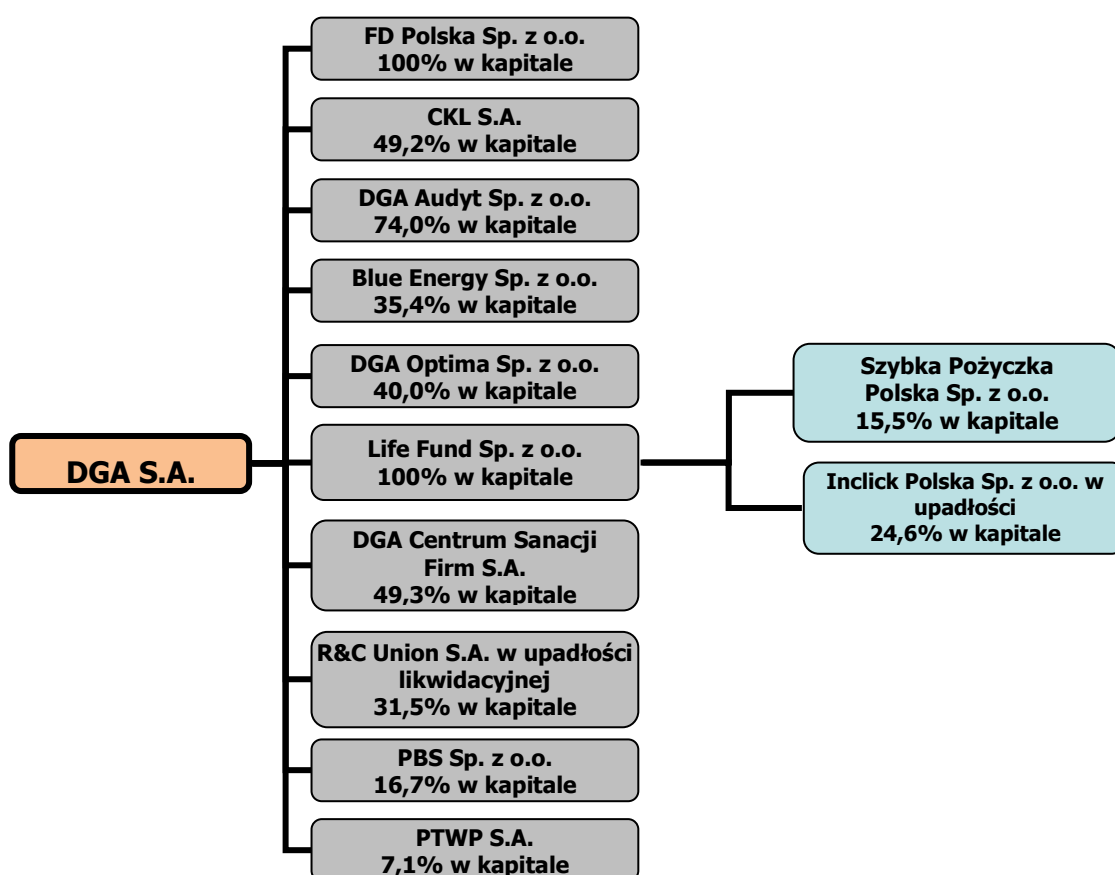 FD Polska Sp. z o.o.
100% w kapitale
CKL S.A.
49,2% w kapitale
DGA Audyt Sp. z o.o.
74,0% w kapitale
Blue Energy Sp. z o.o.
35,4% w kapitale
DGA Optima Sp. z o.o.
40,0% w kapitale
DGA S.A.
Life Fund Sp. z o.o.
100% w kapitale
Szybka Pożyczka
Polska Sp. z o.o.
15,5% w kapitale
Inclick Polska Sp. z o.o. w
upadłości
24,6% w kapitale
DGA Centrum Sanacji
Firm S.A.
49,3% w kapitale
R&C Union S.A. w upadłości
likwidacyjnej
31,5% w kapitale
PBS Sp. z o.o.
16,7% w kapitale
PTWP S.A.
7,1% w kapitale